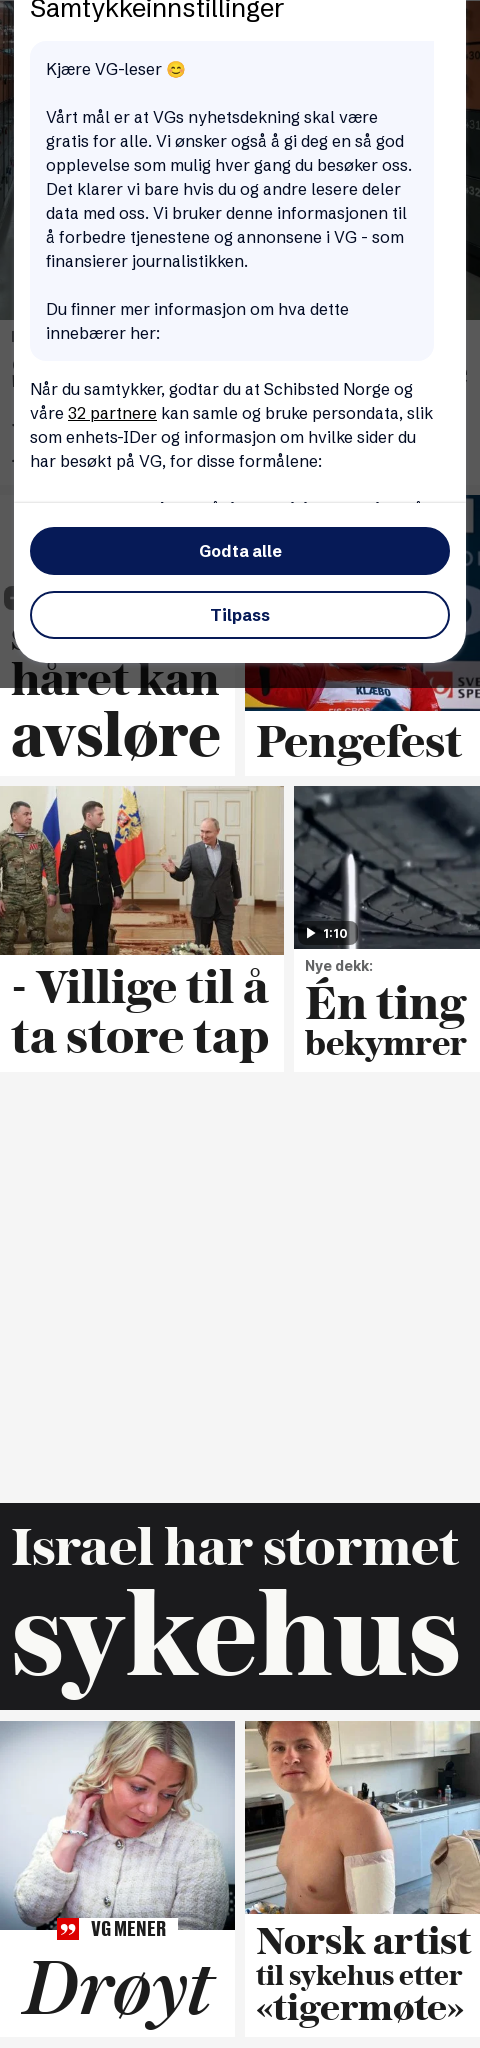 Samtykkeinnstillinger
Kjære VG-leser 😊
Vårt mål er at VGs nyhetsdekning skal være
gratis for alle. Vi ønsker også å gi deg en så god
opplevelse som mulig hver gang du besøker oss.
Det klarer vi bare hvis du og andre lesere deler
data med oss. Vi bruker denne informasjonen til
å forbedre tjenestene og annonsene i VG - som
finansierer journalistikken.
Du finner mer informasjon om hva dette
innebærer her:
Når du samtykker, godtar du at Schibsted Norge og
våre 32 partnere kan samle og bruke persondata, slik
som enhets-IDer og informasjon om hvilke sider du
har besøkt på VG, for disse formålene:
Godta alle
Tilpass
håret kan
avsløre
KLÆBO
Pengefest
- Villige til å
ta store tap
1:10
Nye dekk:
Én ting
bekymrer
Israel har stormet
sykehus
VG MENER
Drøyt
Norsk artist
til sykehus etter
«tigermøte»